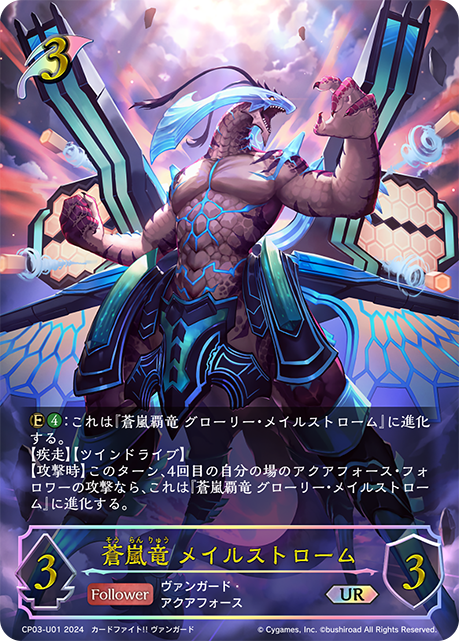 3
E4:これは『蒼嵐覇竜 グローリー・メイルストローム』に進化
する。
【疾走】【ツインドライブ】
【攻撃時】このターン、4回目の自分の場のアクアフォース・フォ
ロワーの攻撃なら、これは『蒼嵐覇竜 グローリー・メイルストロー
ム』に進化する。
そう らん りゅう
蒼嵐竜 メイルストローム
3
Follower
ヴァンガード・
アクアフォース
UR
3
CP03-U01 2024 カードファイト!! ヴァンガード
© Cygames, Inc. ©bushiroad All Rights Reserved.